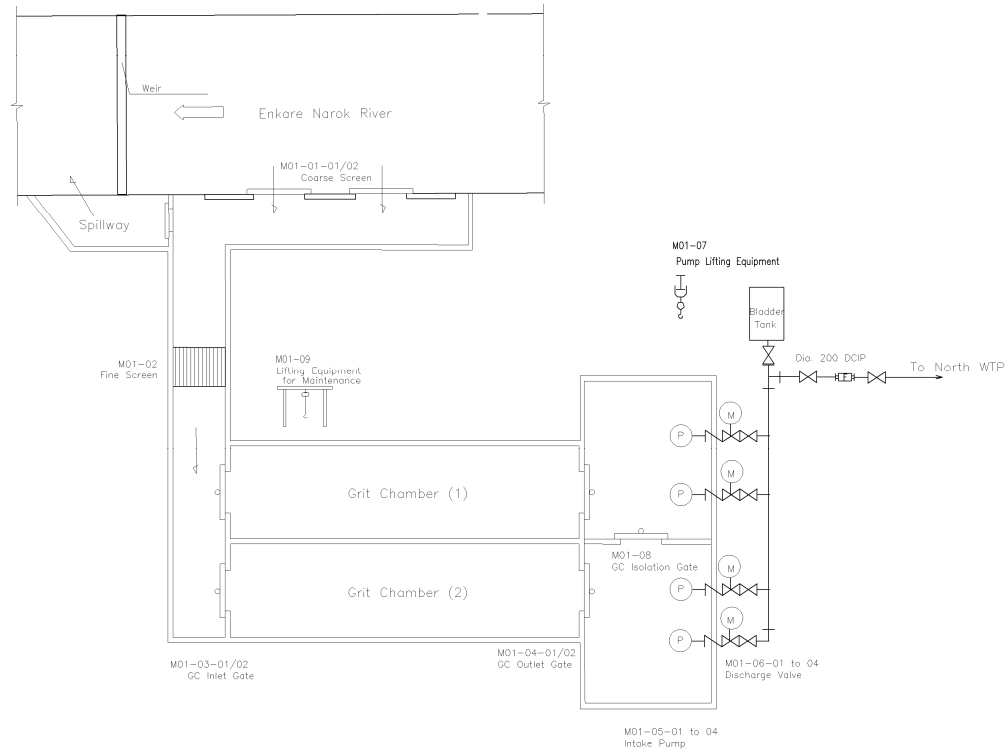 Weir
Enkare Narok River
M01-01-01/02
Coarse Screen
Spillway
M01-07
Pump Lifting Equipment
Bladder
Tank
Dia. 200 DCIP
To North WTP
M01-02
Fine Screen
M01-09
Lifting Equipment
for Maintenance
M
P
F
Grit Chamber (1)
M
P
M01-08
GC Isolation Gate
Grit Chamber (2)
M
P
M
P
M01-03-01/02
GC Inlet Gate
M01-04-01/02
GC Outlet Gate
M01-06-01 to 04
Discharge Valve
M01-05-01 to 04
Intake Pump